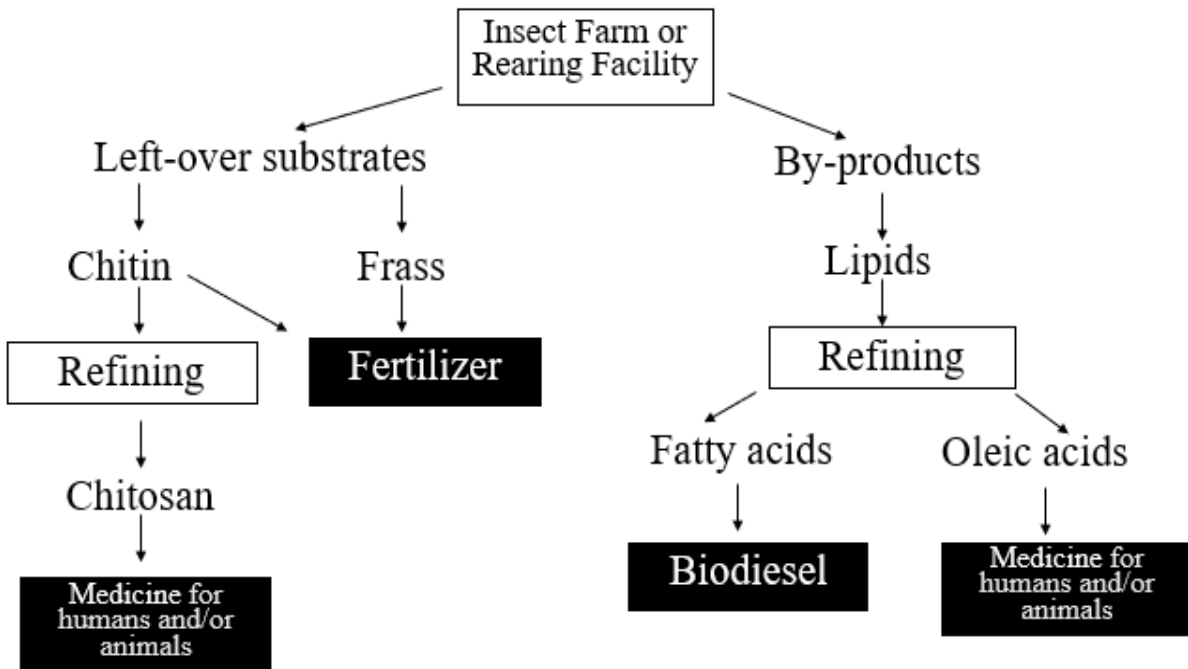 Insect Farm or
Rearing Facility
Left-over substrates
By-products
Chitin
Frass
Lipids
Refining
Fertilizer
Refining
Fatty acids
Oleic acids
Chitosan
Biodiesel
Medicine for
humans and/or
animals
Medicine for
humans and/or
animals